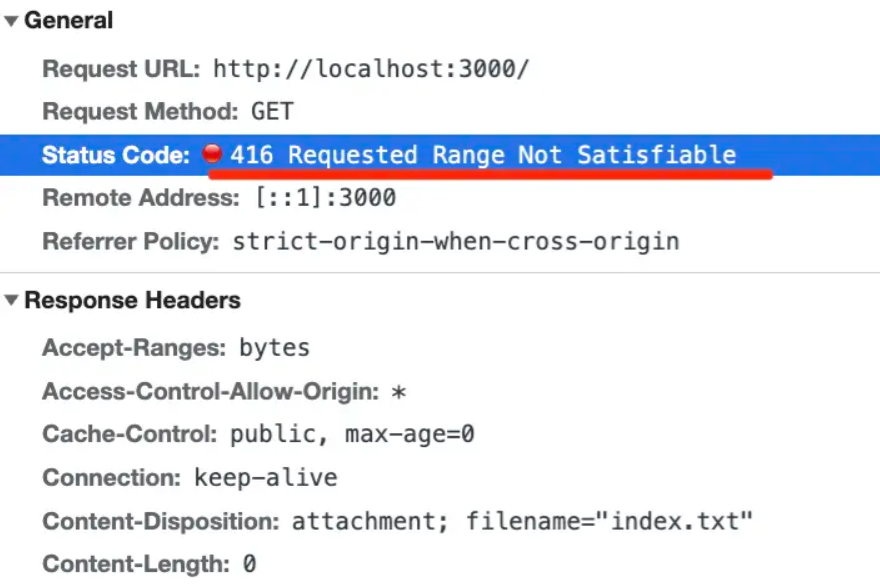 General
Request URL: http://localhost:3000/
Request Method: GET
Status Code: 416 Requested Range Not Satisfiable
Remote Address: [::1]:3000
Referrer Policy: strict-origin-when-cross-origin
Response Headers
Accept-Ranges: bytes
Access-Control-Allow-Origin: *
Cache-Control: public, max-age=0
Connection: keep-alive
Content-Disposition: attachment; filename="index.txt"
Content-Length: 0